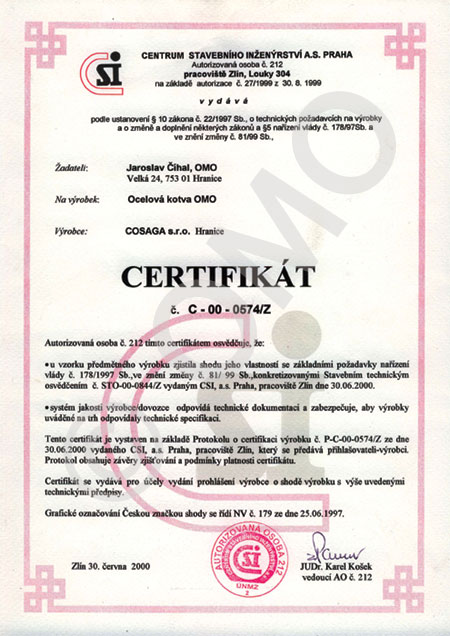 CSI
CENTRUM STAVEBNÍHO INŽENÝRSTVÍ A.S. PRAHA
Autorizovaná osoba č. 212
pracoviště Zlín, Louky 304
na základě autorizace č. 27/1999 z 30. 8. 1999
vydává
podle ustanovení § 10 zákona č. 22/1997 Sb., o technických požadavcích na výrobky
a o změně a doplnění některých zákonů a §5 nařízení vlády č. 178/97Sb. a
ve znění změny č. 81/99 Sb.,
Žadateli: Jaroslav Číhal, OMO
Velká 24, 753 01 Hranice
Na výrobek: Ocelová kotva OMO
Výrobce: COSAGA s.r.o. Hranice
CERTIFIKÁT
č. C - 00 - 0574/Z
Autorizovaná osoba č. 212 tímto certifikátem osvědčuje, že:
•u vzorku předmětného výrobku zjistila shodu jeho vlastností se základními požadavky nařízení
vlády č. 178/1997 Sb.,ve znění změny č. 81/ 99 Sb.,konkretizovanými Stavebním technickým
osvědčením č. STO-00-0844/Z vydaným CSI, a.s. Praha, pracoviště Zlín dne 30.06.2000.
•systém jakosti výrobce/dovozce odpovídá technické dokumentaci a zabezpečuje, aby výrobky
uváděné na trh odpovídaly technické specifikaci.
Tento certifikát je vystaven na základě Protokolu o certifikaci výrobku č. P-C-00-0574/Z ze dne
30.06.2000 vydaného CSI, a.s. Praha, pracoviště Zlín, který se předává přihlašovateli-výrobci.
Protokol obsahuje závěry zjišťování a podmínky platnosti certifikátu.
Certifikát se vydává pro účely vydání prohlášení výrobce o shodě výrobku s výše uvedenými
technickými předpisy.
Grafické označování Českou značkou shody se řídí NV č. 179 ze dne 25.06.1997.
AUTORIZOVANÁ OSOBA 212
CSI
ÚNMZ
2
Zlín 30. června 2000
JUDr. Karel Košek
vedoucí AO č. 212
OMO